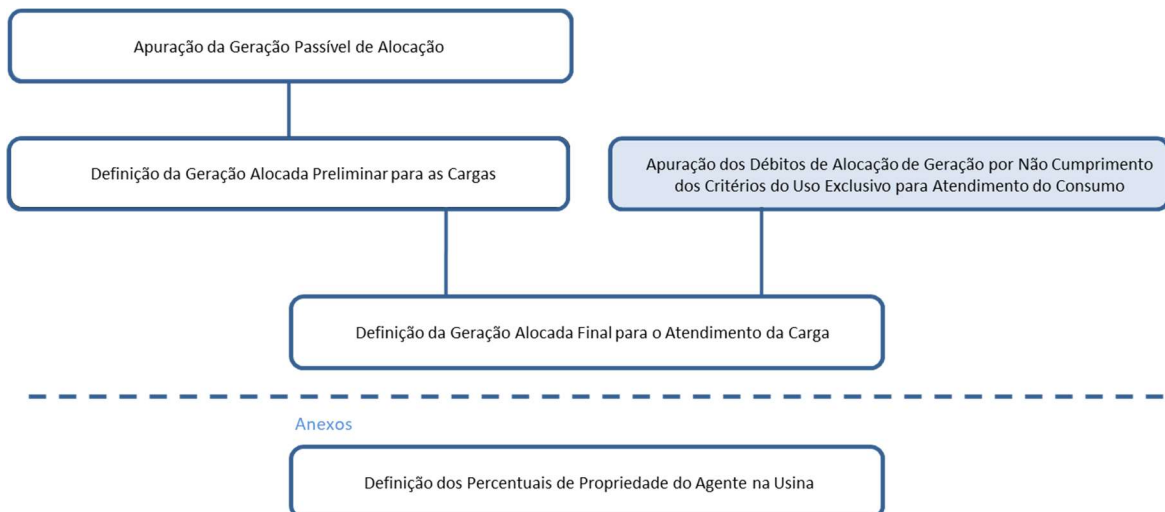 Apuração da Geração Passível de Alocação
Definição da Geração Alocada Preliminar para as Cargas
Apuração dos Débitos de Alocação de Geração por Não Cumprimento
dos Critérios do Uso Exclusivo para Atendimento do Consumo
Definição da Geração Alocada Final para o Atendimento da Carga
Anexos
Definição dos Percentuais de Propriedade do Agente na Usina